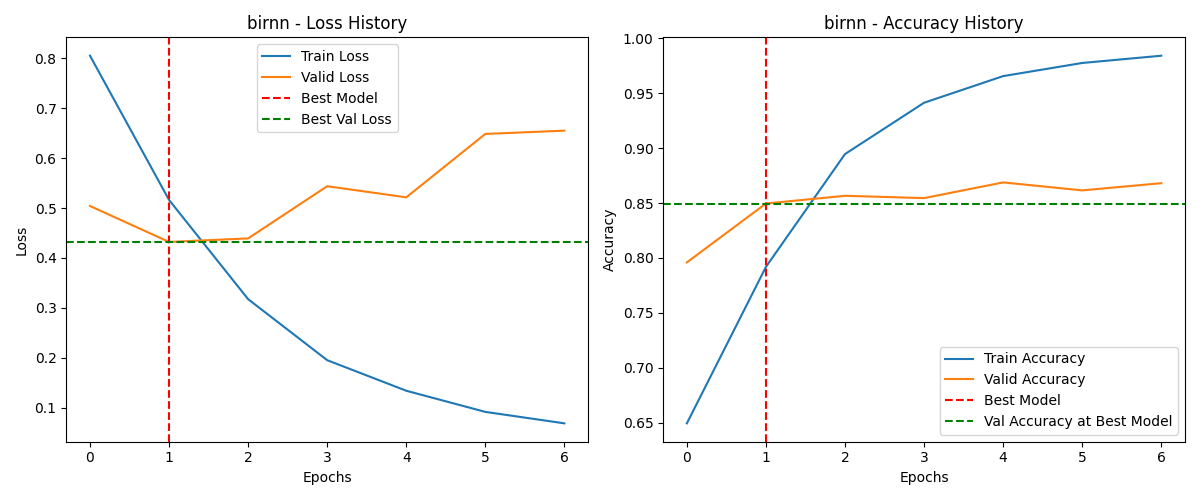 birnn - Loss History
Train Loss
Valid Loss
Best Model
Best Val Loss
0.8
0.7
0.6
0.5
0.4
0.3
0.2
0.1
Loss
0 1 2 3 4 5 6
Epochs
birnn - Accuracy History
1.00
0.95
0.90
0.85
0.80
0.75
0.70
0.65
Accuracy
Train Accuracy
Valid Accuracy
Best Model
Val Accuracy at Best Model
0 1 2 3 4 5 6
Epochs